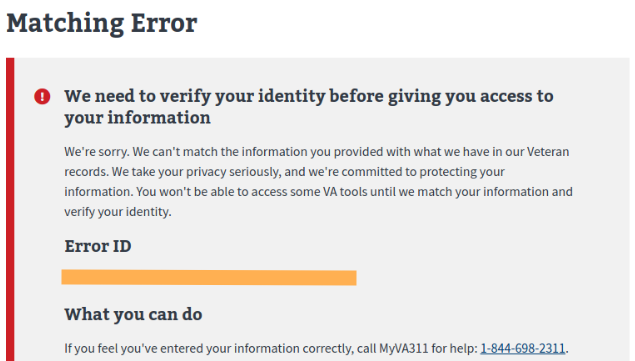 Matching Error
We need to verify your identity before giving you access to
your information
We're sorry. We can't match the information you provided with what we have in our Veteran
records. We take your privacy seriously, and we're committed to protecting your
information. You won't be able to access some VA tools until we match your information and
verify your identity.
Error ID
What you can do
If you feel you've entered your information correctly, call MyVA311 for help: 1-844-698-2311.